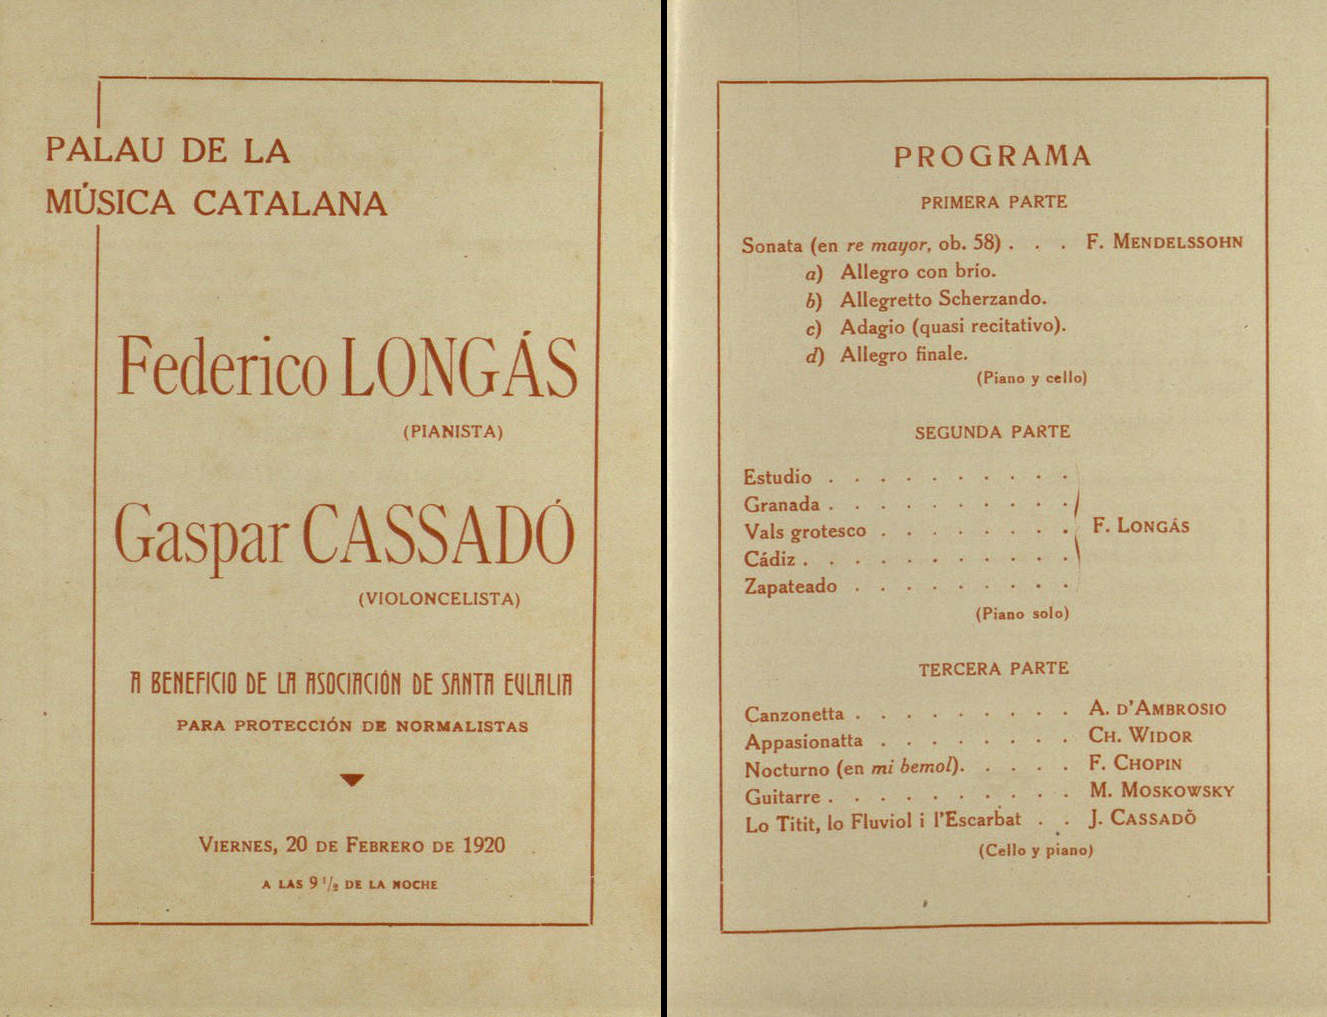 PALAU DE LA
MÚSICA CATALANA
Federico LONGÁS
(PIANISTA)
Gaspar CASSADÓ
(VIOLONCELISTA)
A BENEFICIO DE LA ASOCIACIÓN DE SANTA EULALIA
PARA PROTECCIÓN DE NORMALISTAS
VIERNES, 20 DE FEBRERO DE 1920
A LAS 9 1/2 DE LA NOCHE
PROGRAMA
PRIMERA PARTE
Sonata (en re mayor, ob. 58) . . . F. MENDELSSOHN
a) Allegro con brio.
b) Allegretto Scherzando.
c) Adagio (quasi recitativo).
d) Allegro finale.
(Piano y cello)
SEGUNDA PARTE
Estudio . . . . . . . . . .
Granada . . . . . . . . . .
Vals grotesco . . . . . . . . F. LONGÁS
Cádiz . . . . . . . . . . .
Zapateado . . . . . . . . .
(Piano solo)
TERCERA PARTE
Canzonetta . . . . . . . . . A. D'AMBROSIO
Appasionatta . . . . . . . . CH. WIDOR
Nocturno (en mi bemol). . . . . F. CHOPIN
Guitarre . . . . . . . . . . M. MOSKOWSKY
Lo Titit, lo Fluviol i l'Escarbat . . J. CASSADÓ
(Cello y piano)